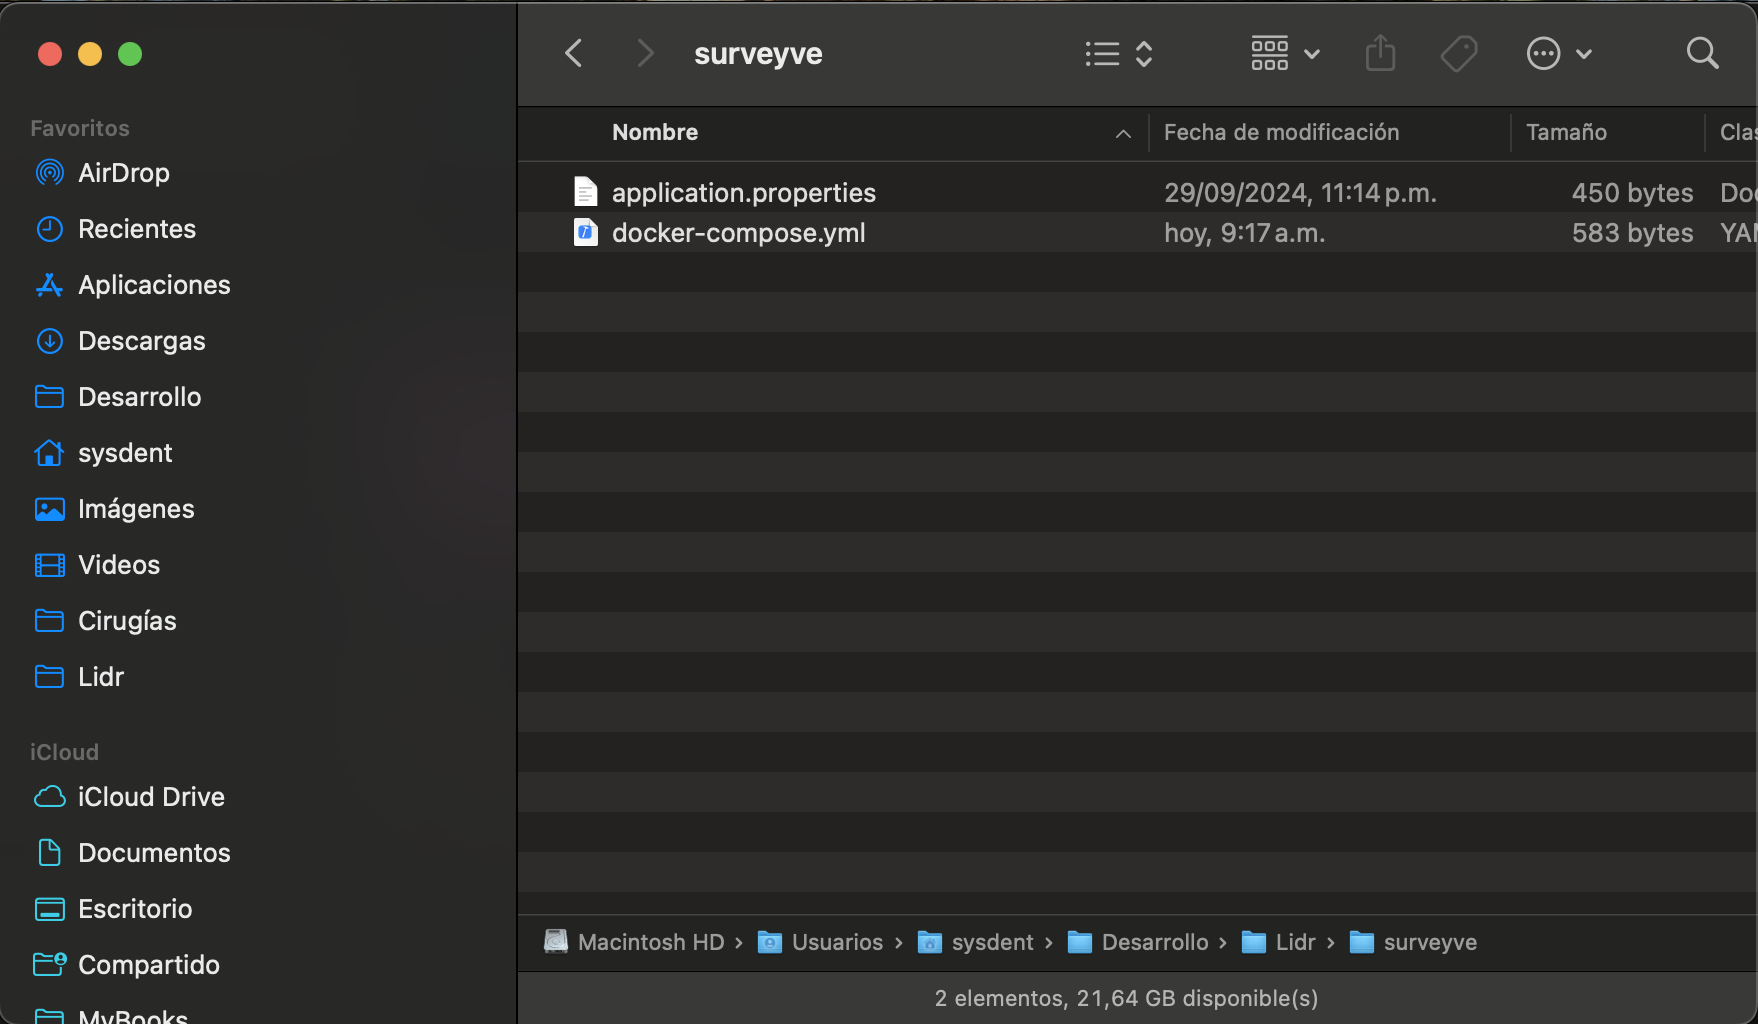 surveyve
Favoritos
AirDrop
Recientes
Aplicaciones
Descargas
Desarrollo
sysdent
Imágenes
Videos
Cirugías
Lidr
iCloud
iCloud Drive
Documentos
Escritorio
Compartido
MyBooks
Nombre Fecha de modificación Tamaño Clas
application.properties 29/09/2024, 11:14 p.m. 450 bytes Doc
docker-compose.yml hoy, 9:17 a.m. 583 bytes YAM
Macintosh HD › Usuarios › sysdent › Desarrollo › Lidr › surveyve
2 elementos, 21,64 GB disponible(s)